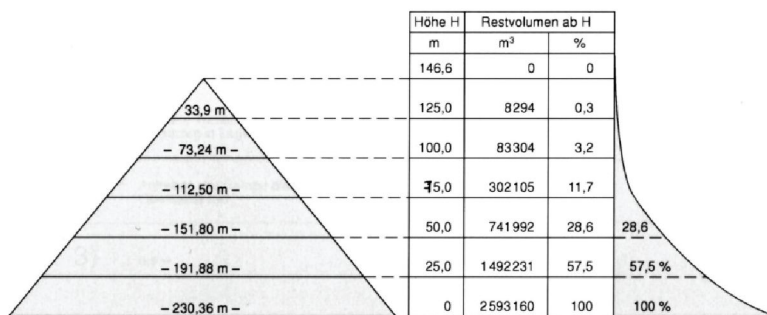 Höhe H Restvolumen ab H
m m³ %
146,6 0 0
33,9 m 125,0 8294 0,3
– 73,24 m – 100,0 83304 3,2
– 112,50 m – 75,0 302105 11,7
– 151,80 m – 50,0 741992 28,6 28,6
– 191,88 m – 25,0 1492231 57,5 57,5 %
– 230,36 m – 0 2593160 100 100 %